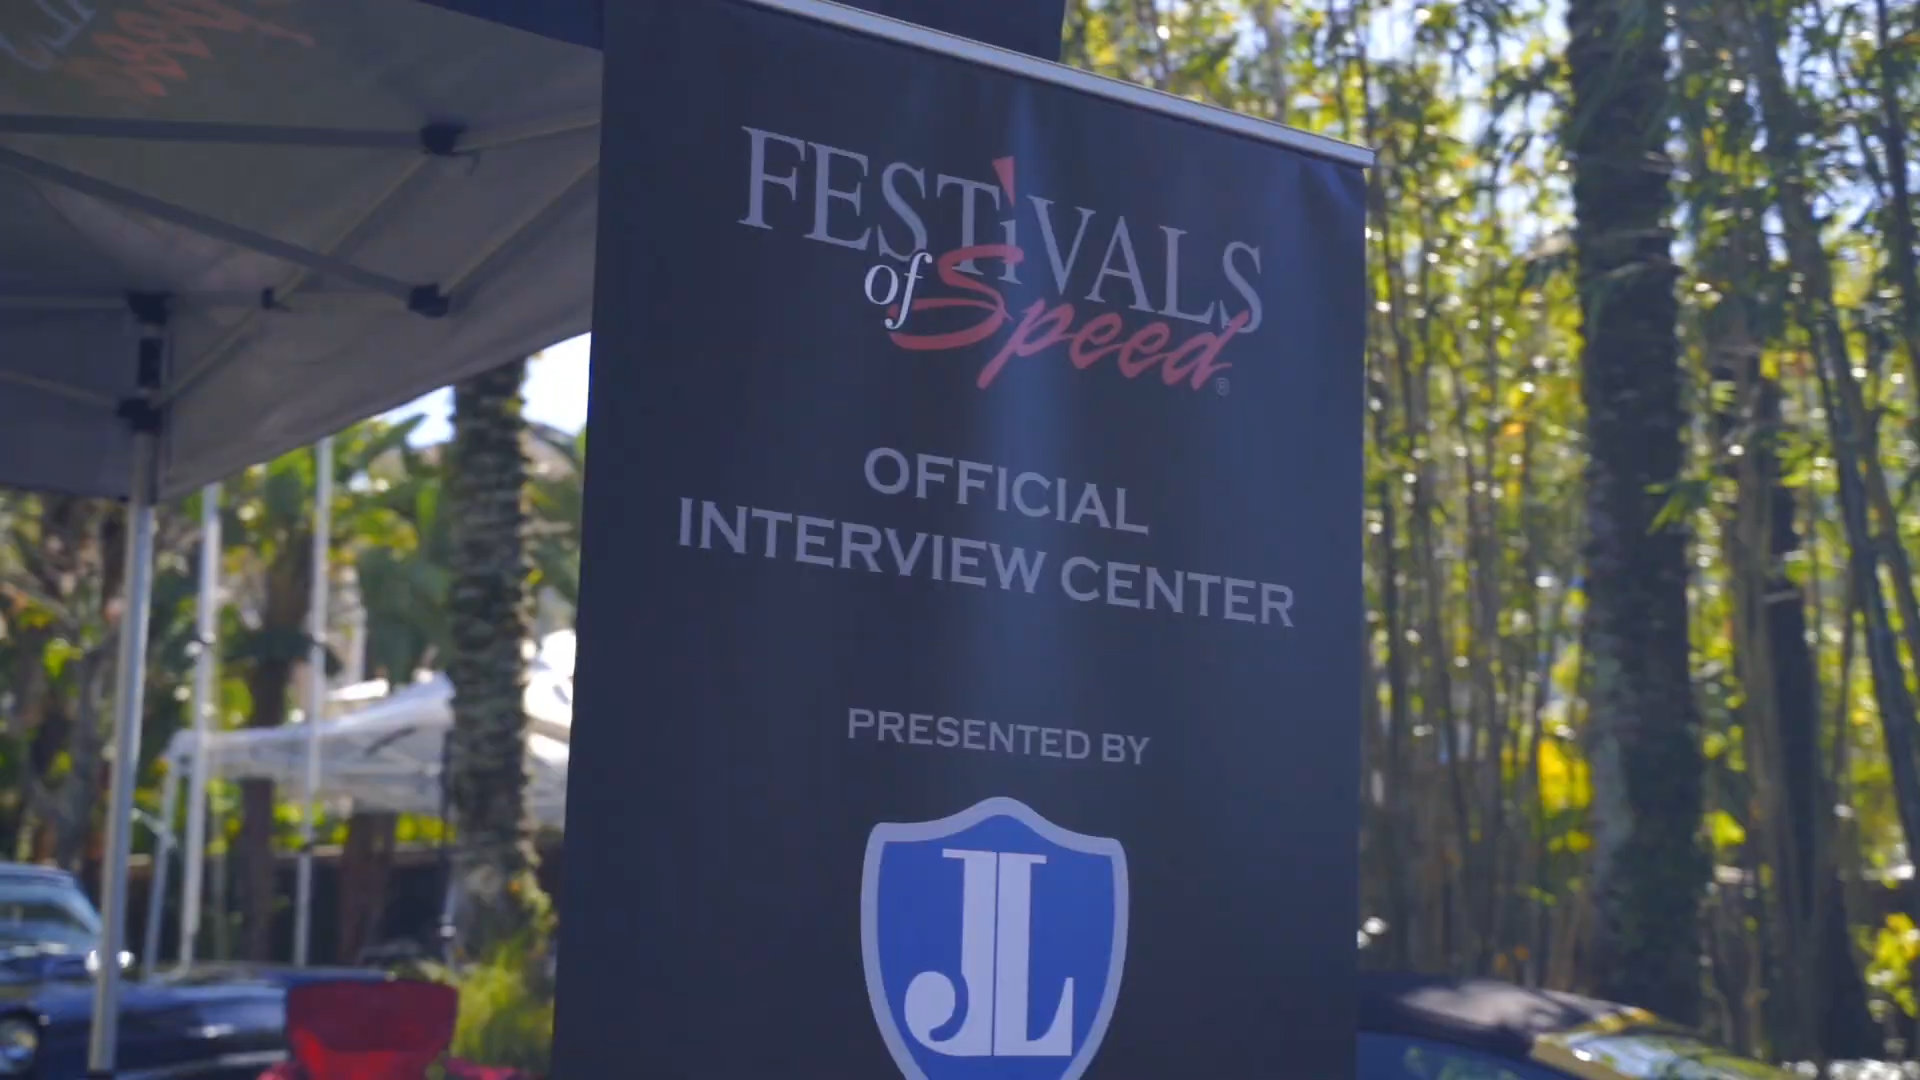 FESTiVALS
of Speed®
OFFICIAL
INTERVIEW CENTER
PRESENTED BY
JL